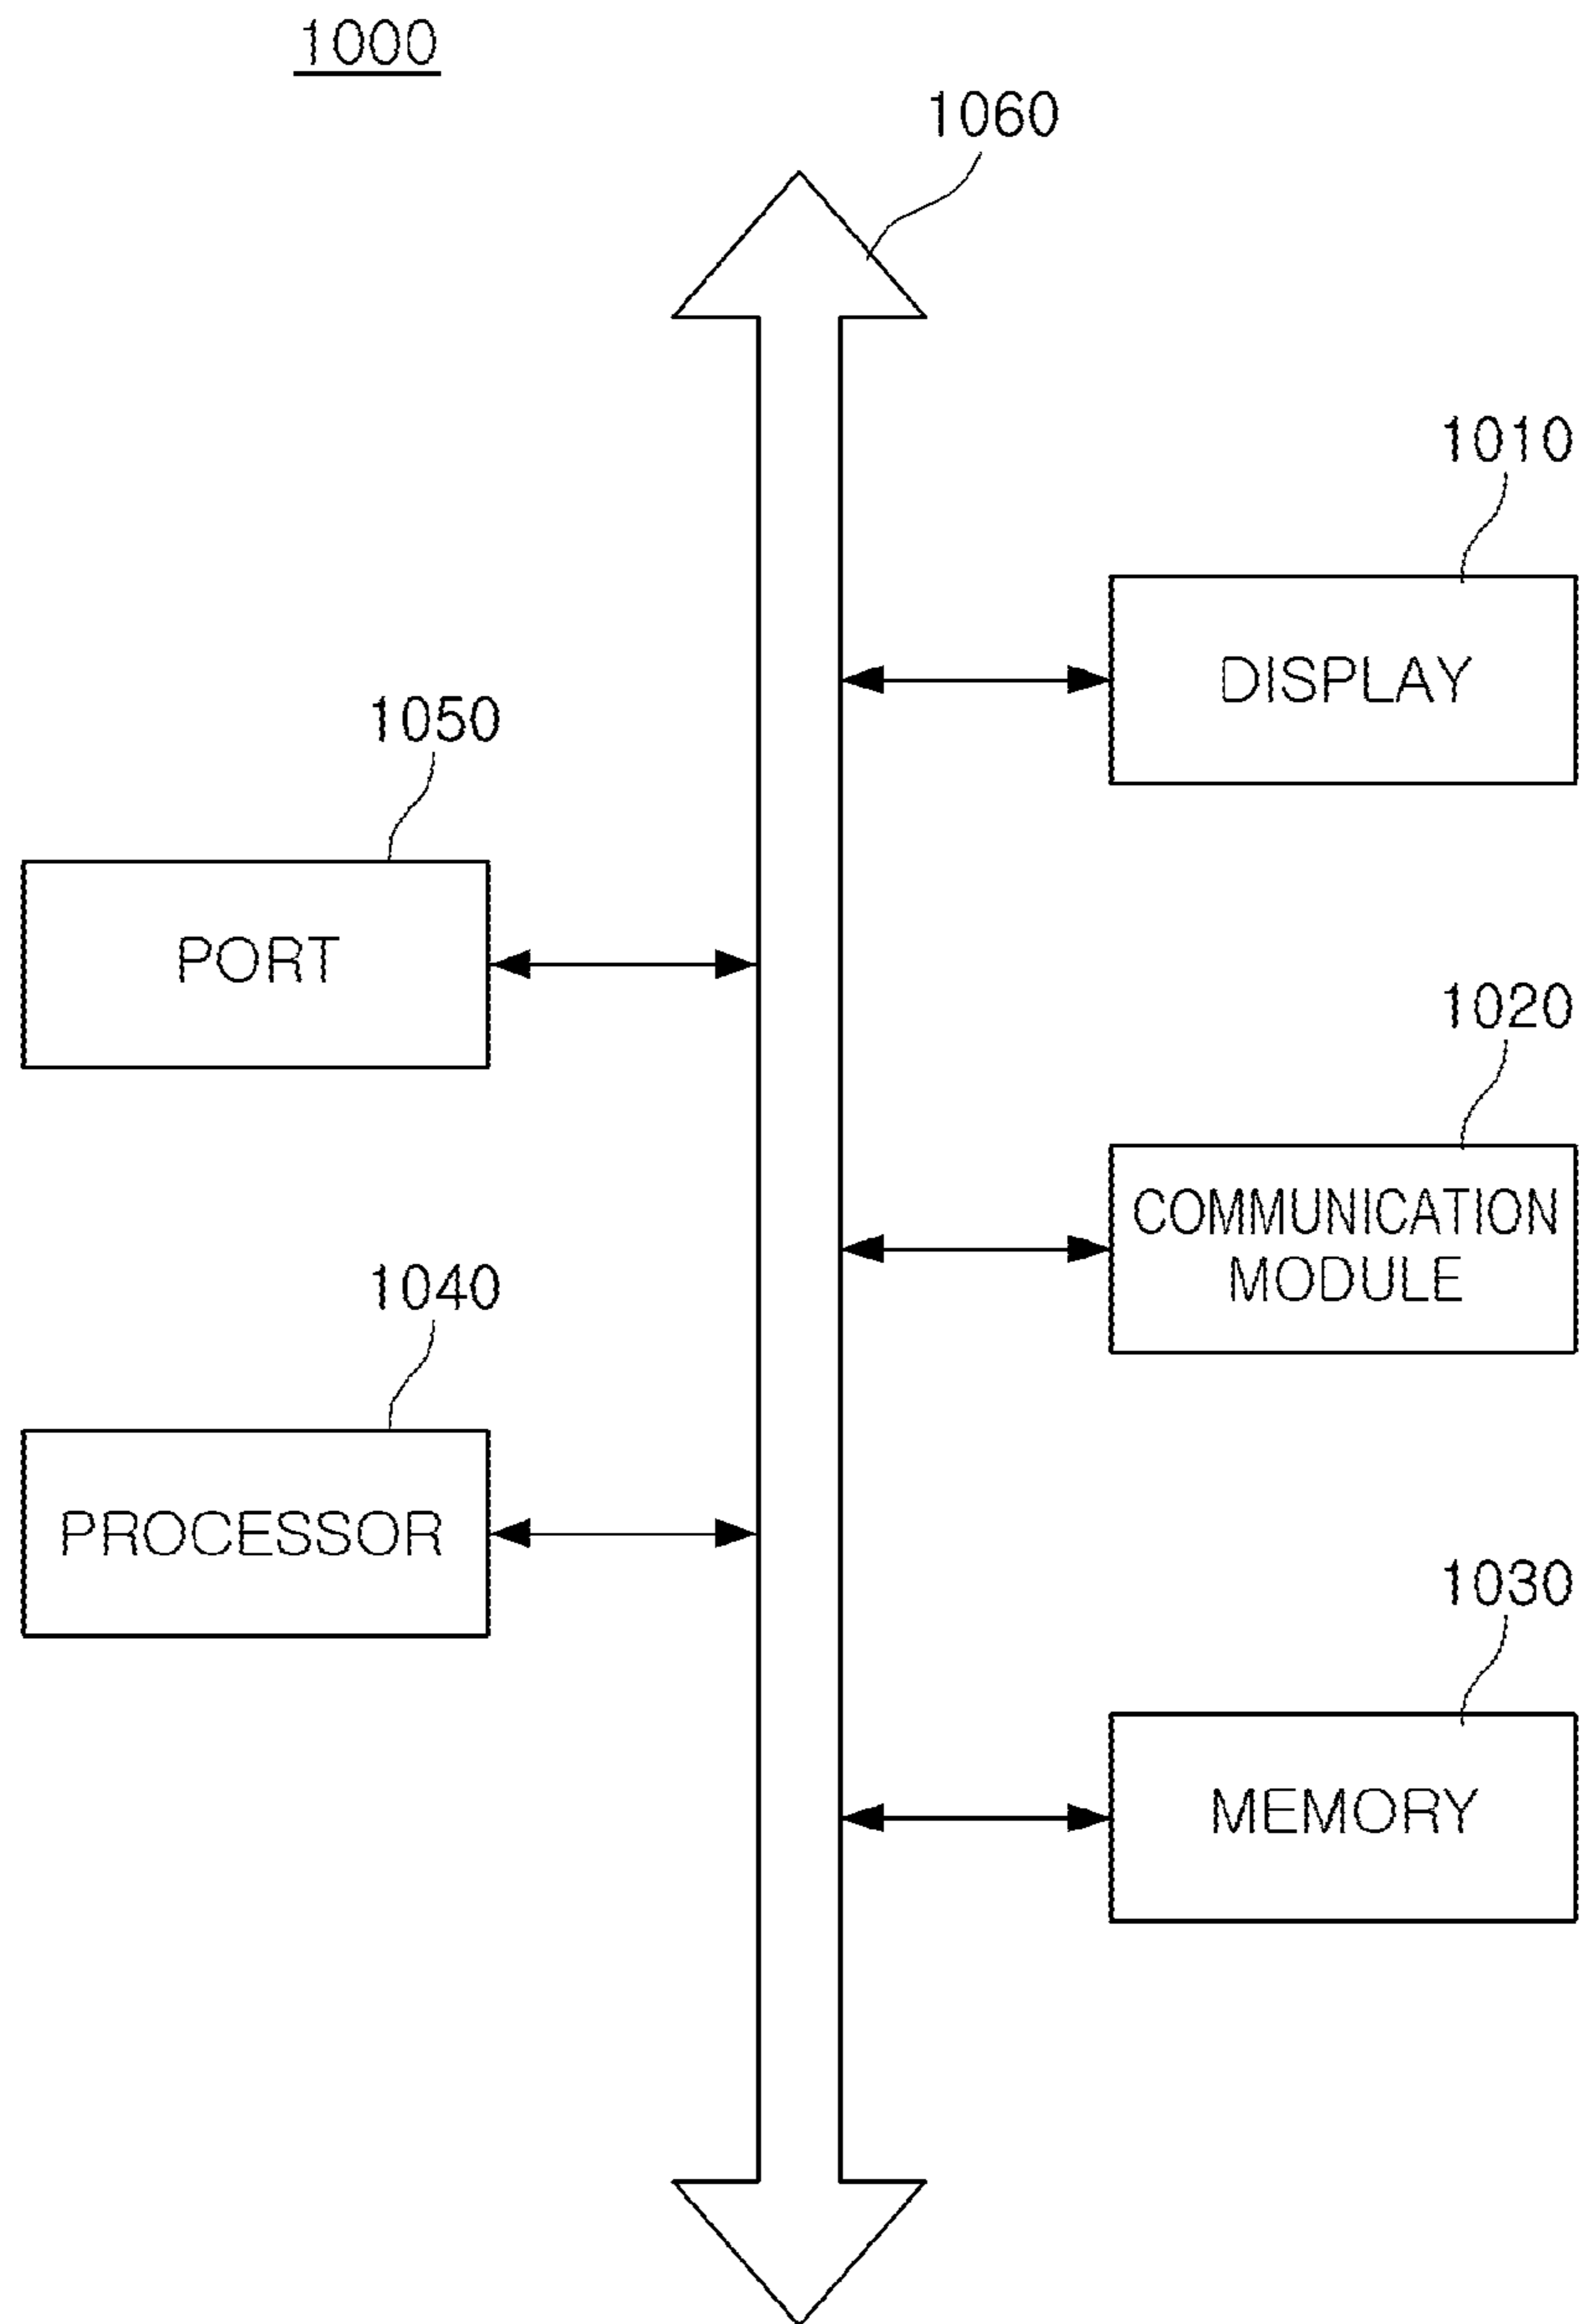 1000
1060
1010
DISPLAY
1050
PORT
1020
COMMUNICATION
MODULE
1040
PROCESSOR
1030
MEMORY